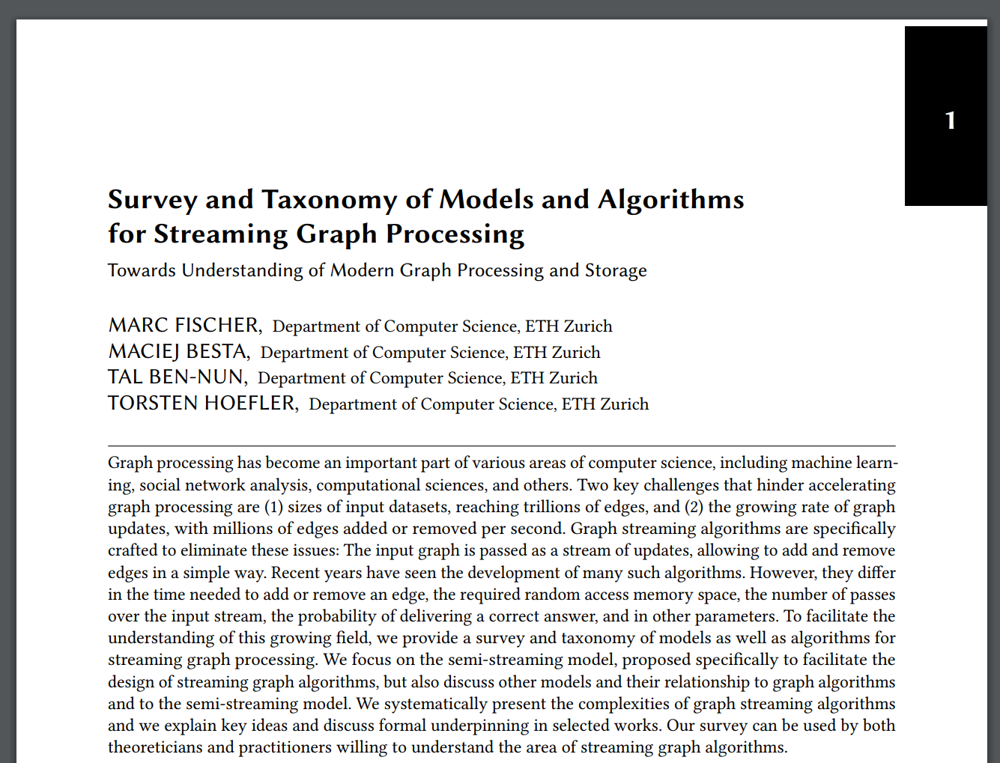 1
Survey and Taxonomy of Models and Algorithms
for Streaming Graph Processing
Towards Understanding of Modern Graph Processing and Storage
MARC FISCHER, Department of Computer Science, ETH Zurich
MACIEJ BESTA, Department of Computer Science, ETH Zurich
TAL BEN-NUN, Department of Computer Science, ETH Zurich
TORSTEN HOEFLER, Department of Computer Science, ETH Zurich
Graph processing has become an important part of various areas of computer science, including machine learn-
ing, social network analysis, computational sciences, and others. Two key challenges that hinder accelerating
graph processing are (1) sizes of input datasets, reaching trillions of edges, and (2) the growing rate of graph
updates, with millions of edges added or removed per second. Graph streaming algorithms are specifically
crafted to eliminate these issues: The input graph is passed as a stream of updates, allowing to add and remove
edges in a simple way. Recent years have seen the development of many such algorithms. However, they differ
in the time needed to add or remove an edge, the required random access memory space, the number of passes
over the input stream, the probability of delivering a correct answer, and in other parameters. To facilitate the
understanding of this growing field, we provide a survey and taxonomy of models as well as algorithms for
streaming graph processing. We focus on the semi-streaming model, proposed specifically to facilitate the
design of streaming graph algorithms, but also discuss other models and their relationship to graph algorithms
and to the semi-streaming model. We systematically present the complexities of graph streaming algorithms
and we explain key ideas and discuss formal underpinning in selected works. Our survey can be used by both
theoreticians and practitioners willing to understand the area of streaming graph algorithms.